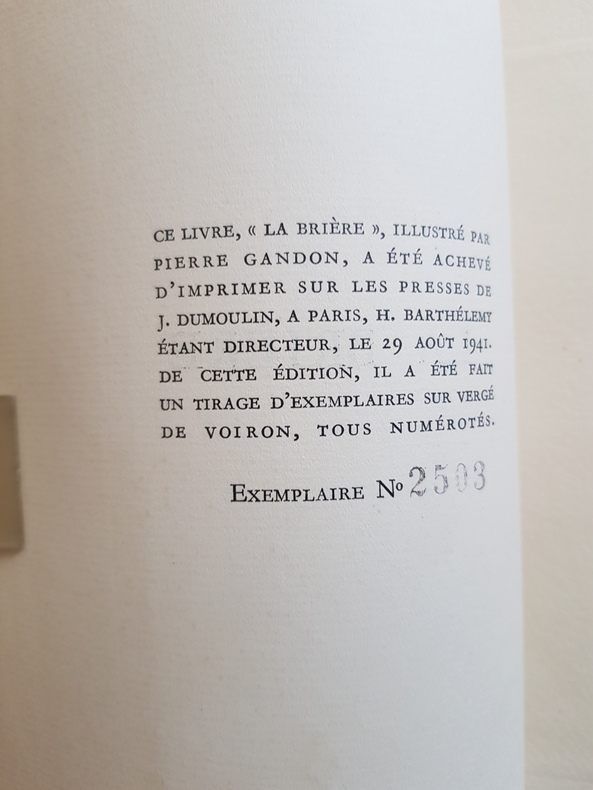 CE LIVRE, « LA BRIÈRE », ILLUSTRÉ PAR
PIERRE GANDON, A ÉTÉ ACHEVÉ
D'IMPRIMER SUR LES PRESSES DE
J. DUMOULIN, A PARIS, H. BARTHÉLEMY
ÉTANT DIRECTEUR, LE 29 AOÛT 1941.
DE CETTE ÉDITION, IL A ÉTÉ FAIT
UN TIRAGE D'EXEMPLAIRES SUR VERGÉ
DE VOIRON, TOUS NUMÉROTÉS.
EXEMPLAIRE Nº 2503